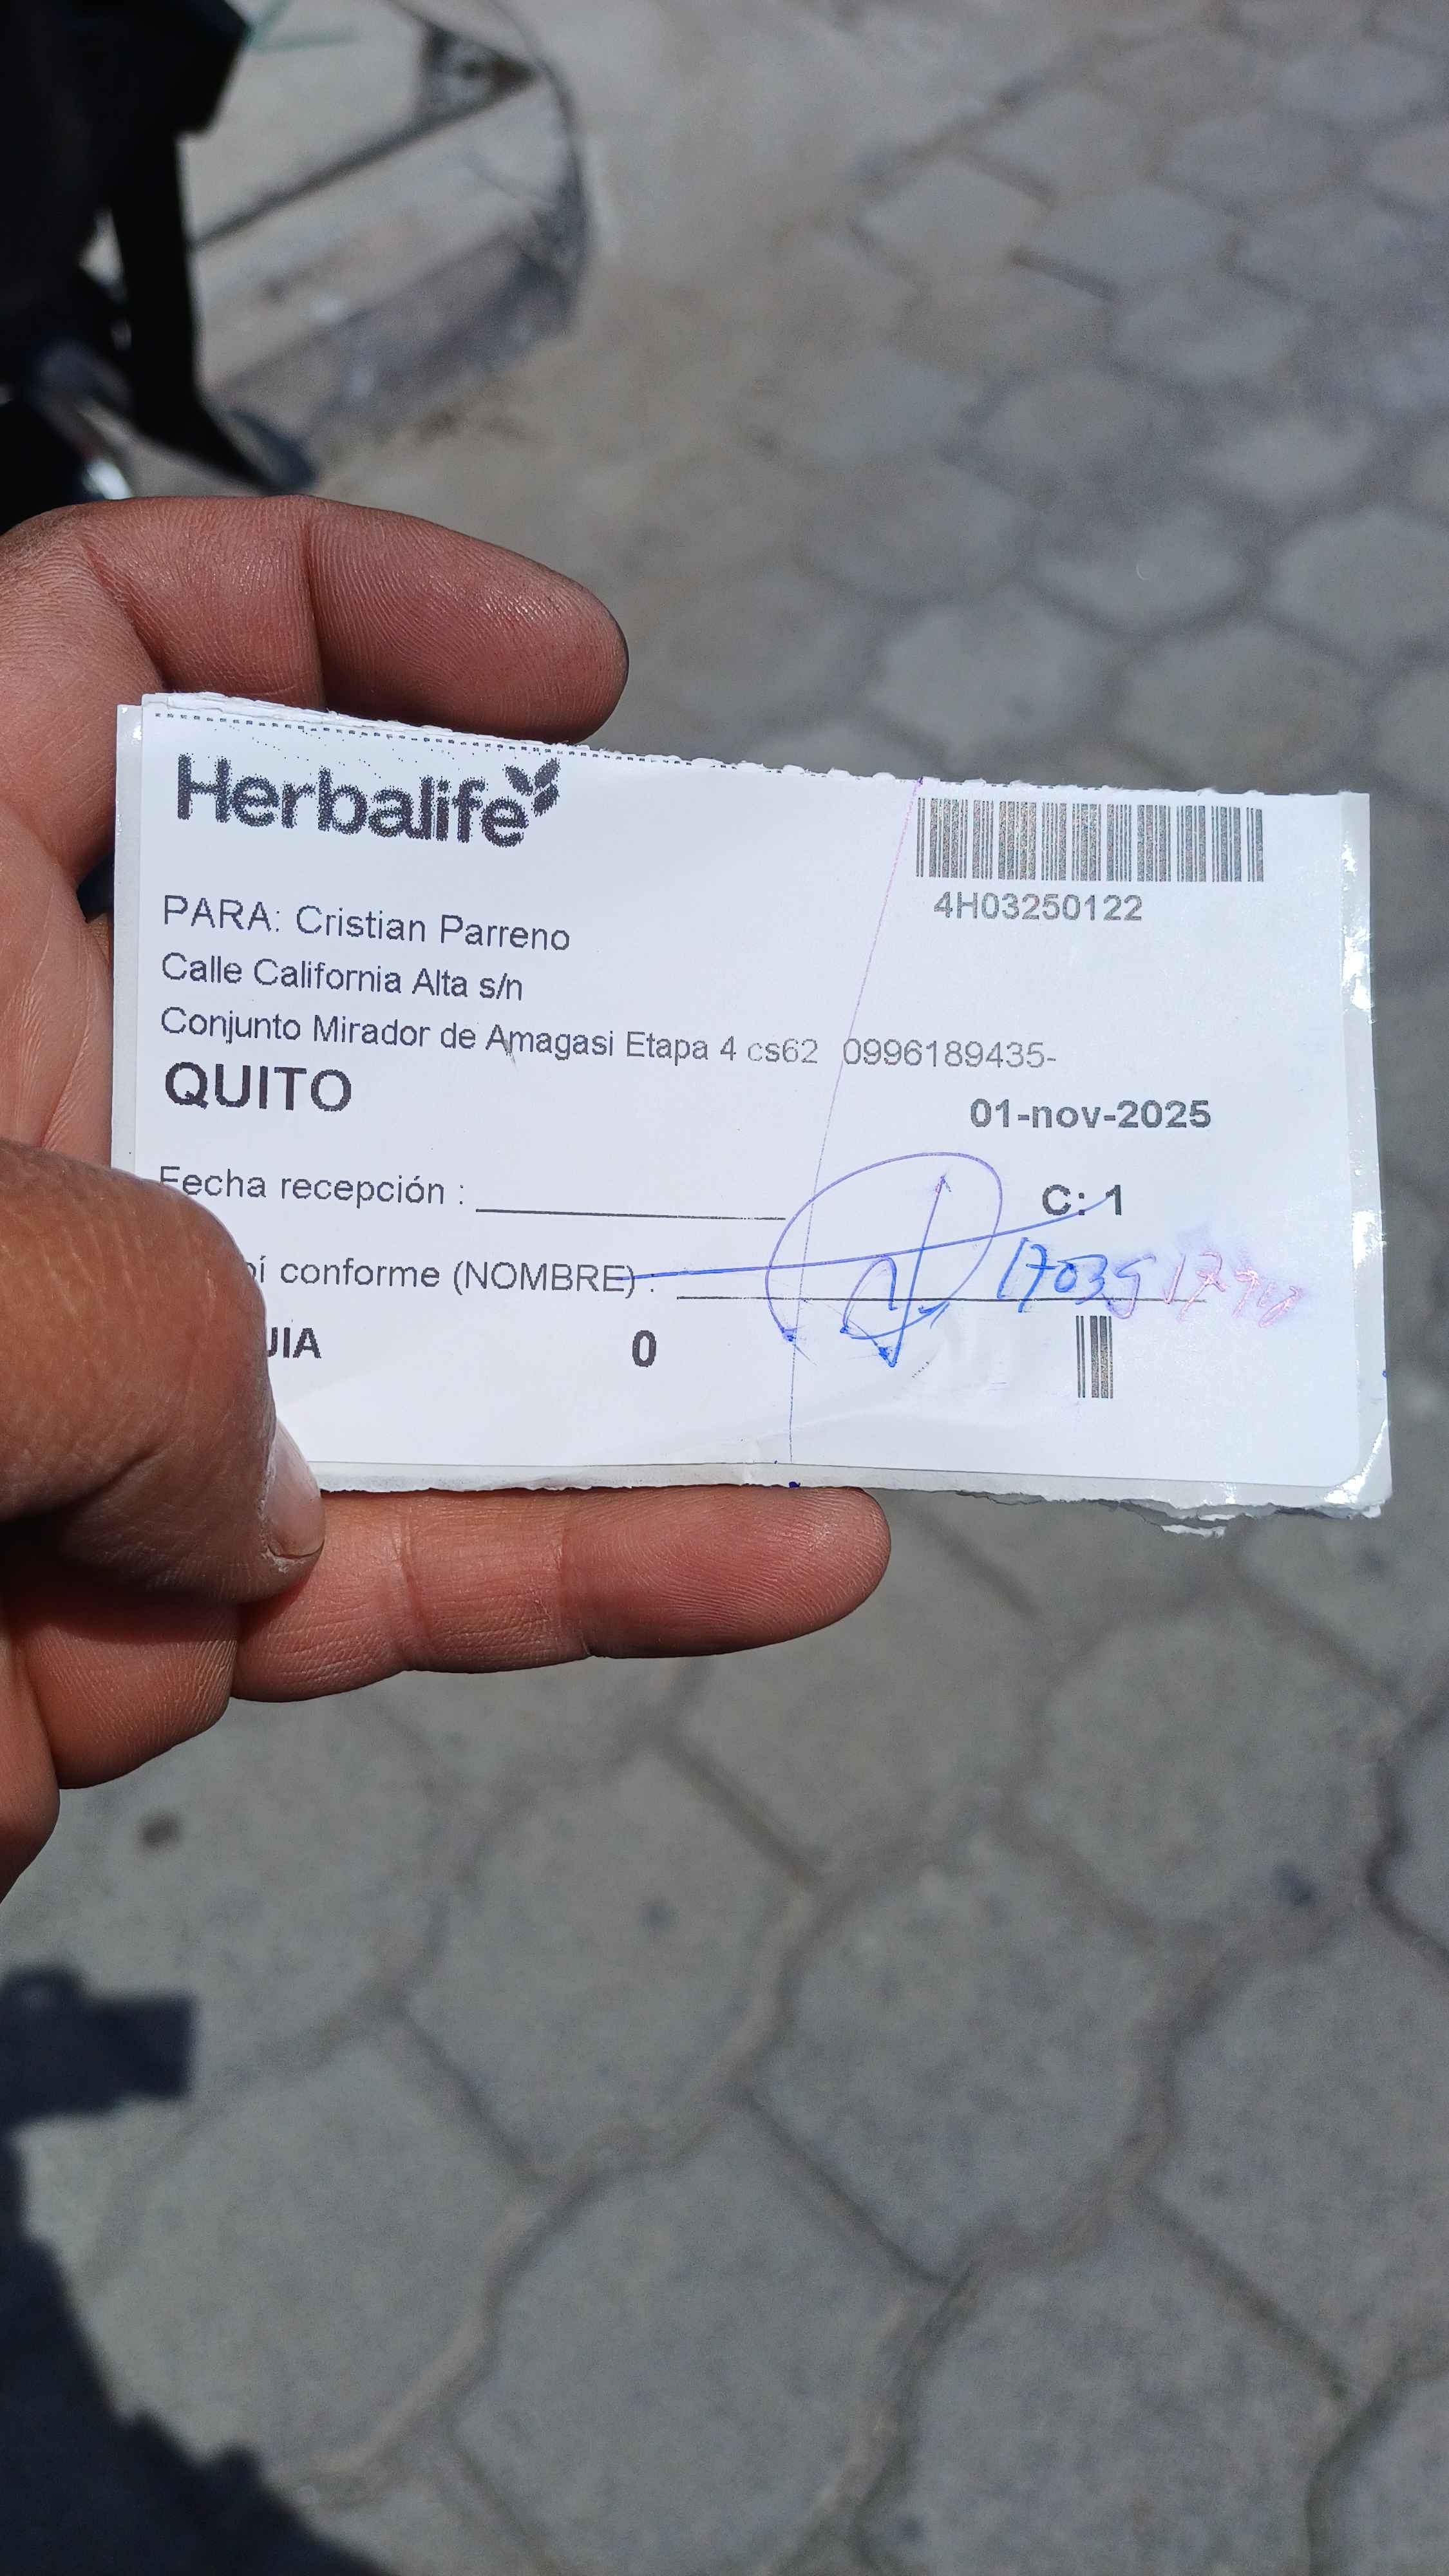 Herbalife
4H03250122
PARA: Cristian Parreno
Calle California Alta s/n
Conjunto Mirador de Amagasi Etapa 4 cs62 0996189435-
QUITO
01-nov-2025
Fecha recepción :
C: 1
conforme (NOMBRE) :
0